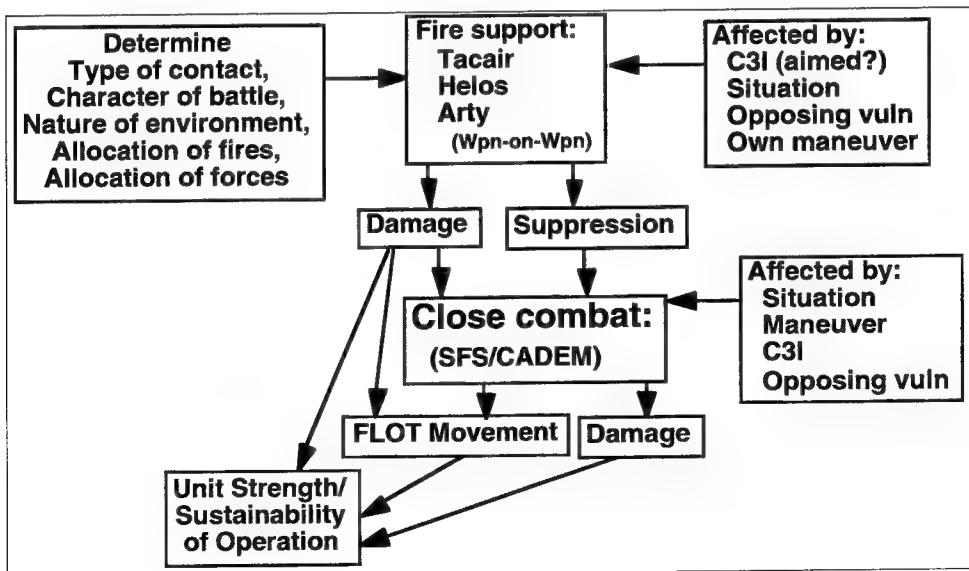 Determine
Type of contact,
Character of battle,
Nature of environment,
Allocation of fires,
Allocation of forces
Fire support:
Tacair
Helos
Arty
(Wpn-on-Wpn)
Affected by:
C3I (aimed?)
Situation
Opposing vuln
Own maneuver
Damage
Suppression
Close combat:
(SFS/CADEM)
Affected by:
Situation
Maneuver
C3I
Opposing vuln
FLOT Movement
Damage
Unit Strength/
Sustainability
of Operation